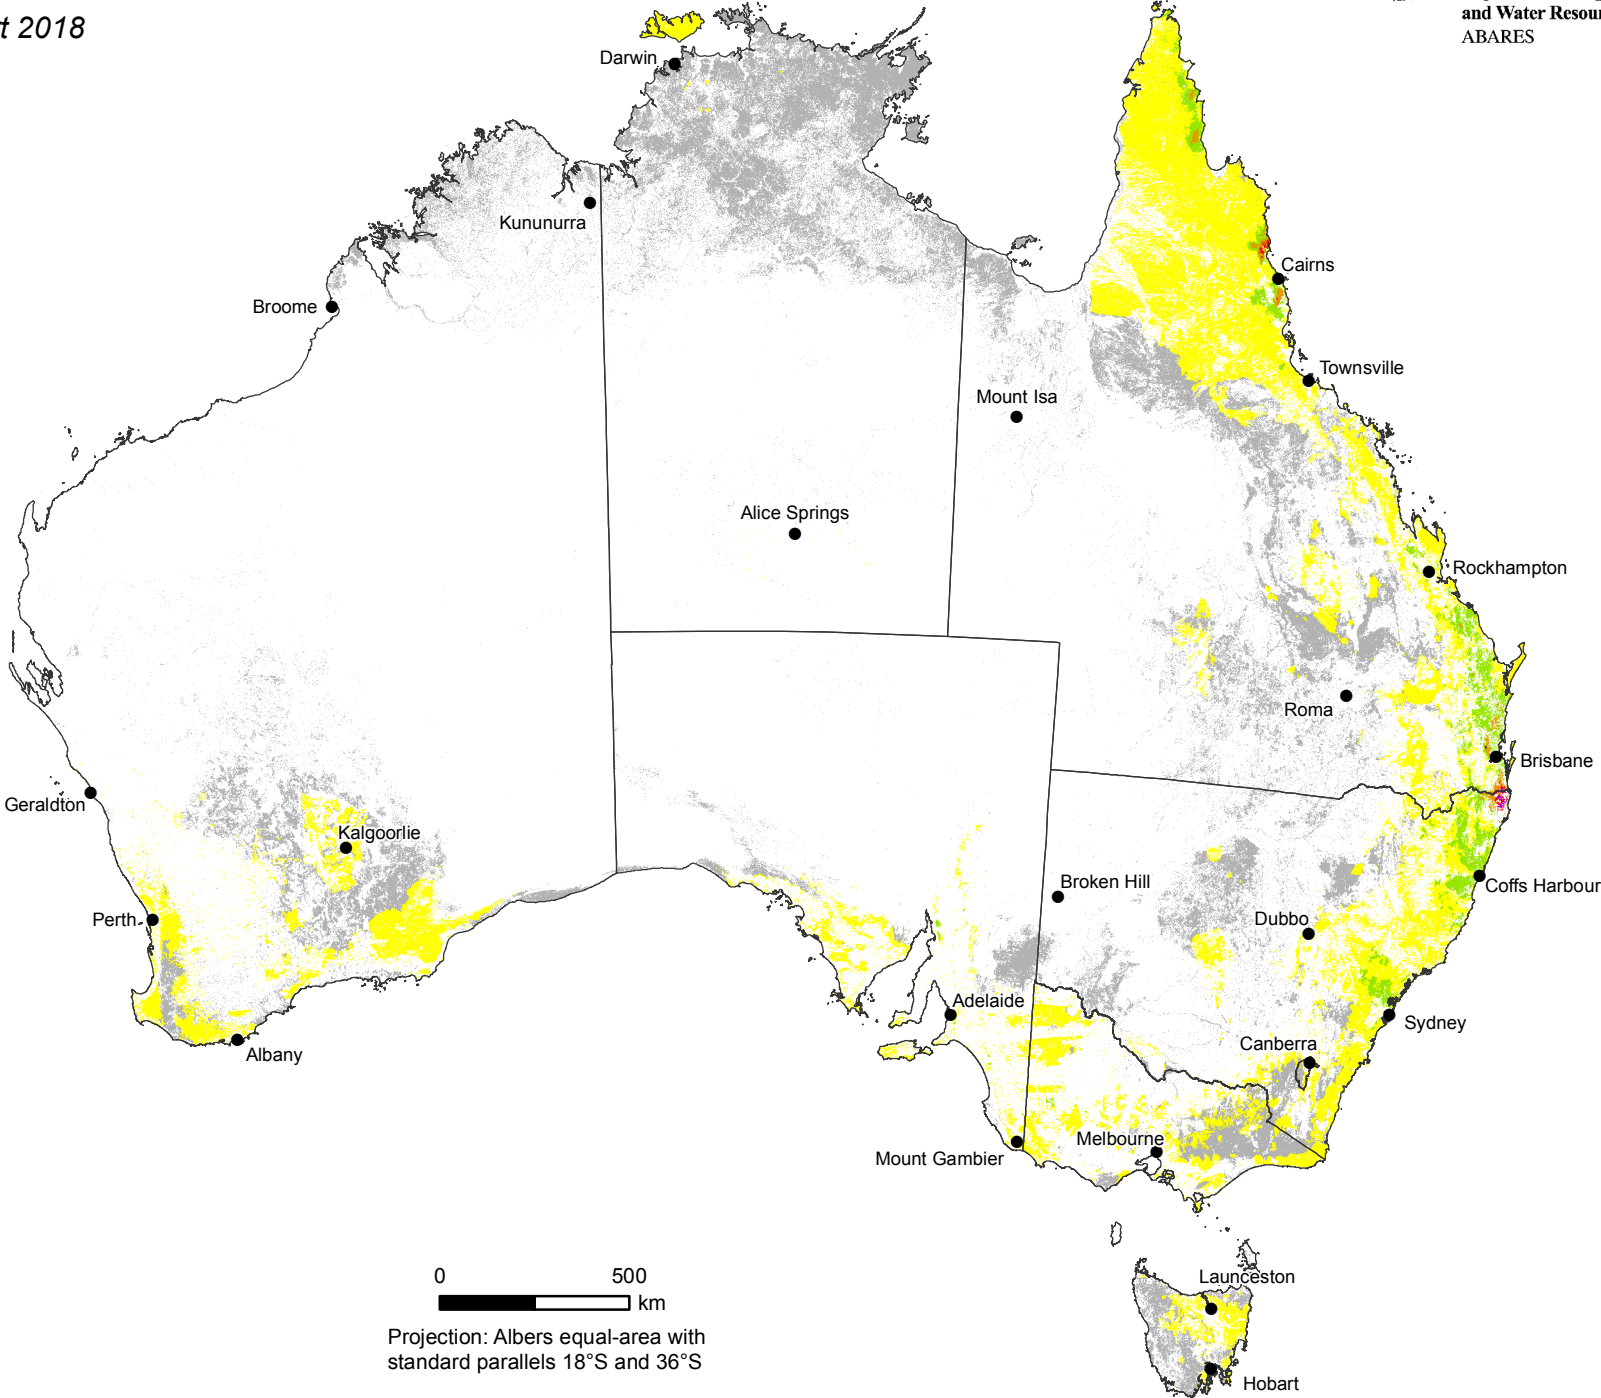 t 2018
and Water Resour
ABARES
Darwin
Kununurra
Cairns
Broome
Townsville
Mount Isa
Alice Springs
Rockhampton
Roma
Brisbane
Geraldton
Kalgoorlie
Broken Hill
Coffs Harbour
Perth
Dubbo
Adelaide
Sydney
Canberra
Albany
Melbourne
Mount Gambier
0 500
km
Launceston
Projection: Albers equal-area with
standard parallels 18°S and 36°S
Hobart